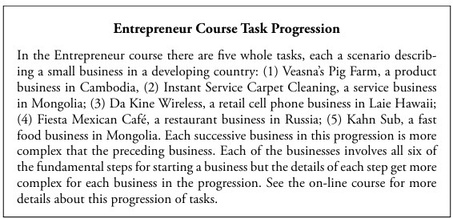 Entrepreneur Course Task Progression
In the Entrepreneur course there are five whole tasks, each a scenario describ-
ing a small business in a developing country: (1) Veasna's Pig Farm, a product
business in Cambodia, (2) Instant Service Carpet Cleaning, a service business
in Mongolia; (3) Da Kine Wireless, a retail cell phone business in Laie Hawaii;
(4) Fiesta Mexican Café, a restaurant business in Russia; (5) Kahn Sub, a fast
food business in Mongolia. Each successive business in this progression is more
complex that the preceding business. Each of the businesses involves all six of
the fundamental steps for starting a business but the details of each step get more
complex for each business in the progression. See the on-line course for more
details about this progression of tasks.